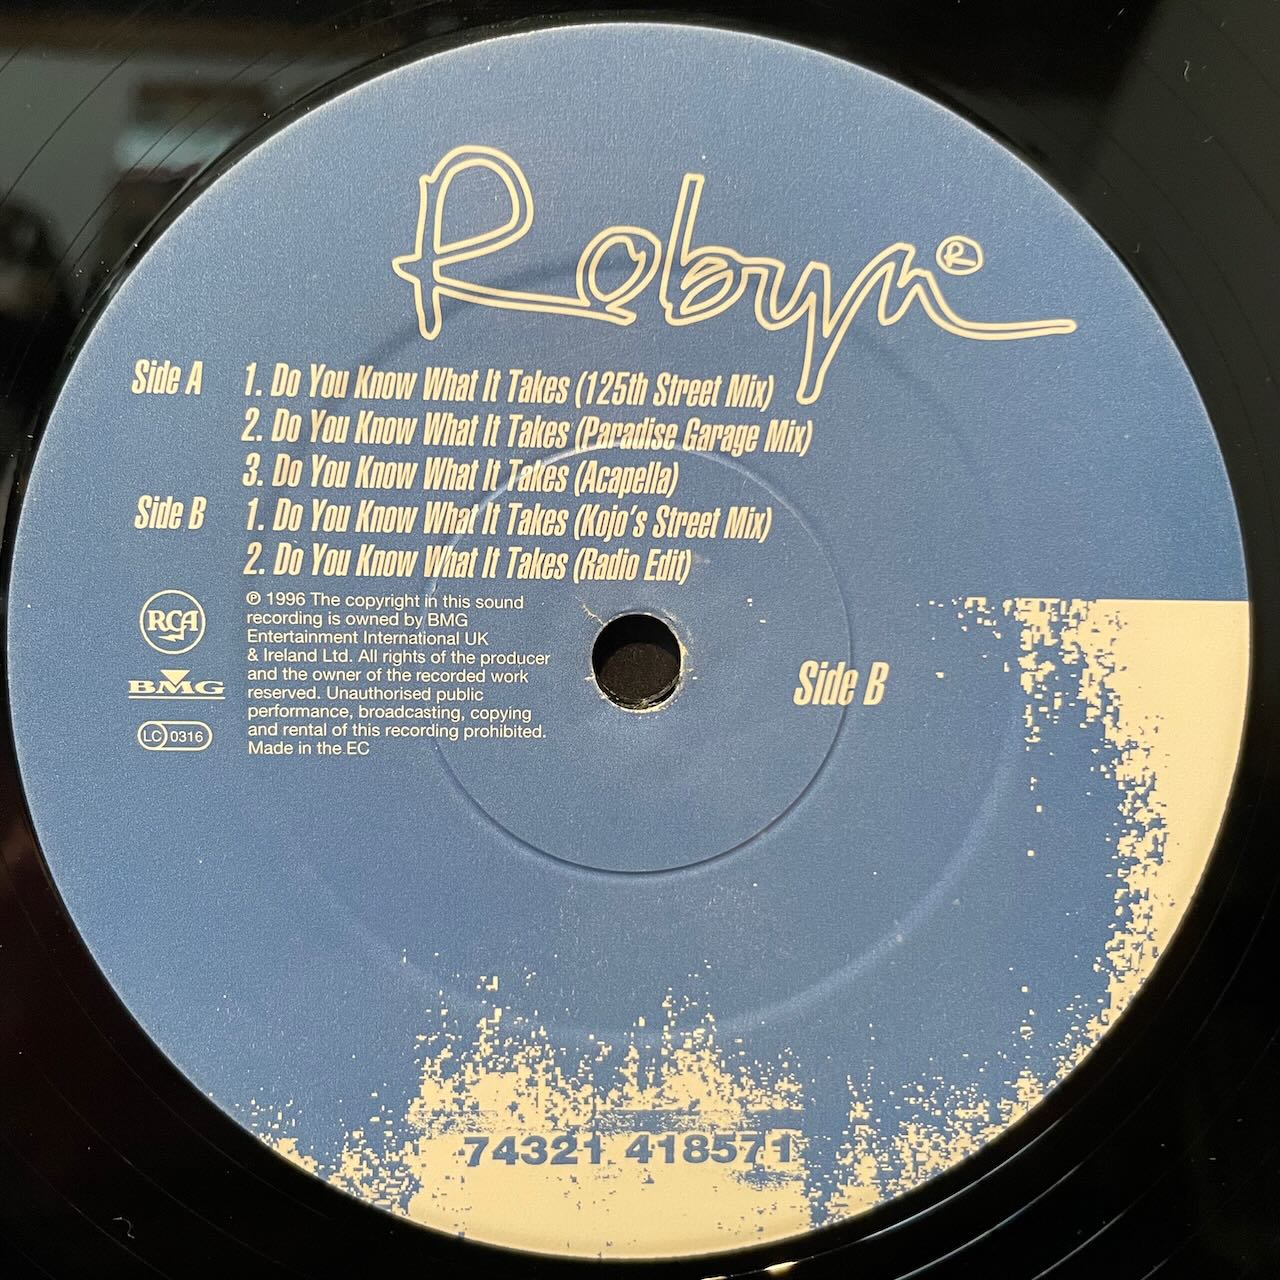 Robyn®
Side A 1. Do You Know What It Takes (125th Street Mix)
2. Do You Know What It Takes (Paradise Garage Mix)
3. Do You Know What It Takes (Acapella)
Side B 1. Do You Know What It Takes (Kojo's Street Mix)
2. Do You Know What It Takes (Radio Edit)
RCA
BMG
LC 0316
℗ 1996 The copyright in this sound
recording is owned by BMG
Entertainment International UK
& Ireland Ltd. All rights of the producer
and the owner of the recorded work
reserved. Unauthorised public
performance, broadcasting, copying
and rental of this recording prohibited.
Made in the EC
Side B
74321 418571